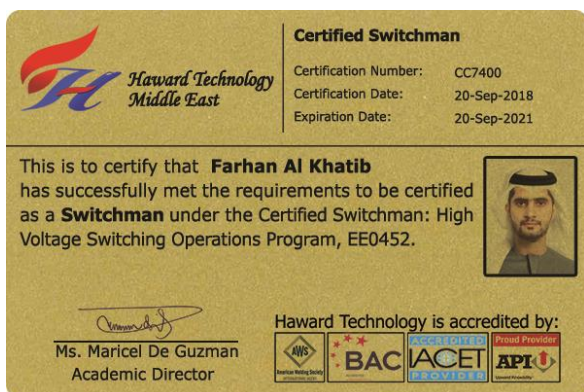 Haward Technology
Middle East
Certified Switchman
Certification Number: CC7400
Certification Date: 20-Sep-2018
Expiration Date: 20-Sep-2021
This is to certify that Farhan Al Khatib
has successfully met the requirements to be certified
as a Switchman under the Certified Switchman: High
Voltage Switching Operations Program, EE0452.
Ms. Maricel De Guzman
Academic Director
Haward Technology is accredited by:
AWS
American Welding Society
BAC
ACCREDITED
IACET
PROVIDER
Proud Provider
API